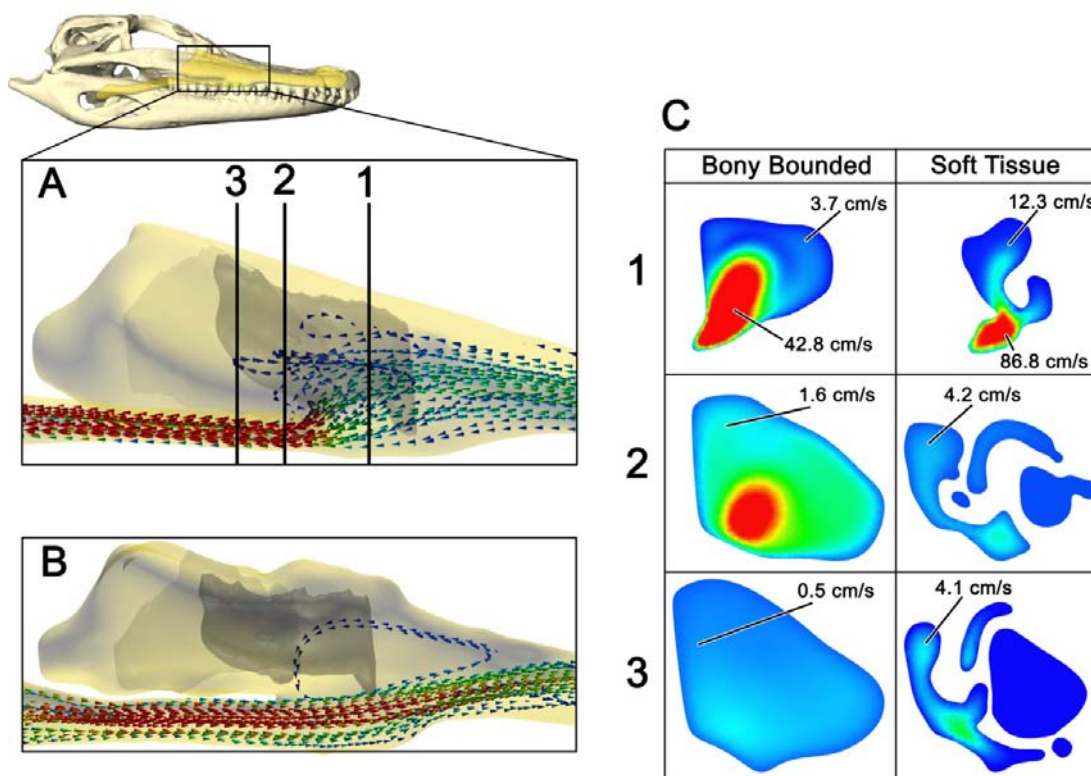 A
3 2 1
B
C
Bony Bounded Soft Tissue
1
3.7 cm/s
42.8 cm/s
12.3 cm/s
86.8 cm/s
2
1.6 cm/s
4.2 cm/s
3
0.5 cm/s
4.1 cm/s